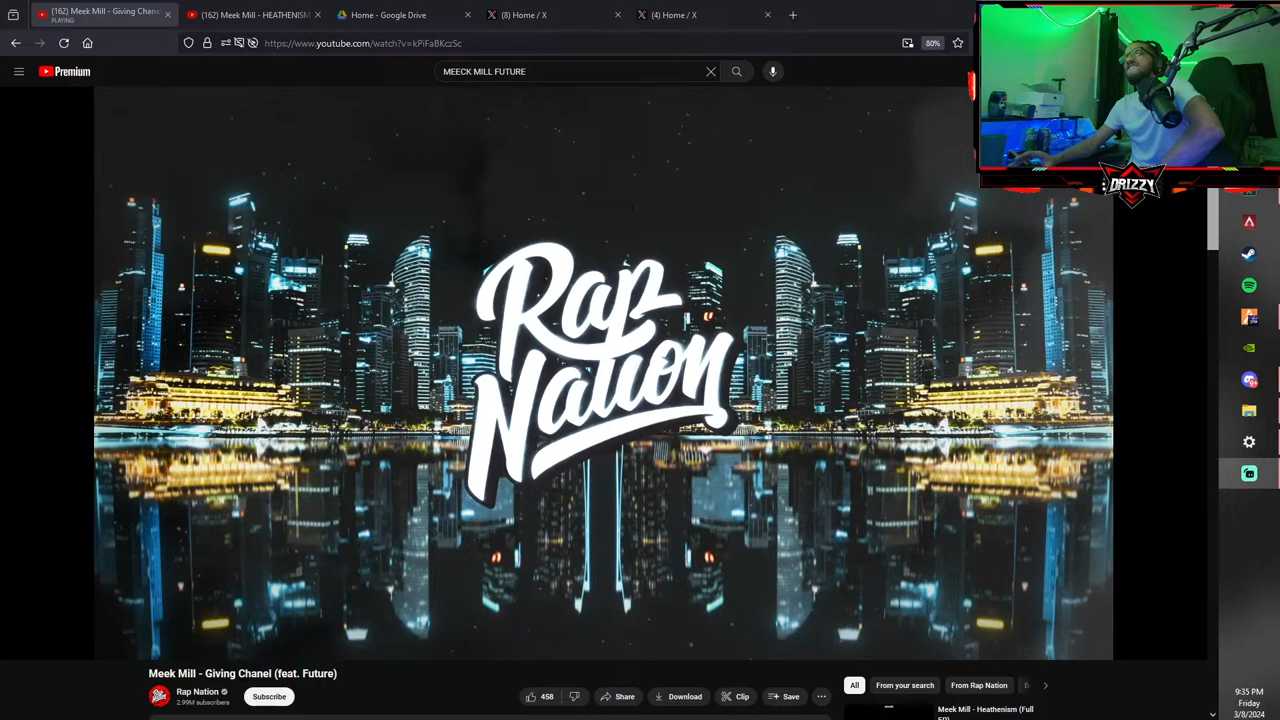 (162) Meek Mill - Giving Chane
PLAYING
(162) Meek Mill - HEATHENISM
Home - Google Drive
(8) Home / X
(4) Home / X
https://www.youtube.com/watch?v=kPiFaBKczSc
80%
Premium
MEECK MILL FUTURE
DRIZZY
Rap
Nation
Meek Mill - Giving Chanel (feat. Future)
Rap Nation
2.99M subscribers
Subscribe
458
Share
Download
Clip
Save
All
From your search
From Rap Nation
Meek Mill - Heathenism (Full
EP)
9:35 PM
Friday
3/8/2024